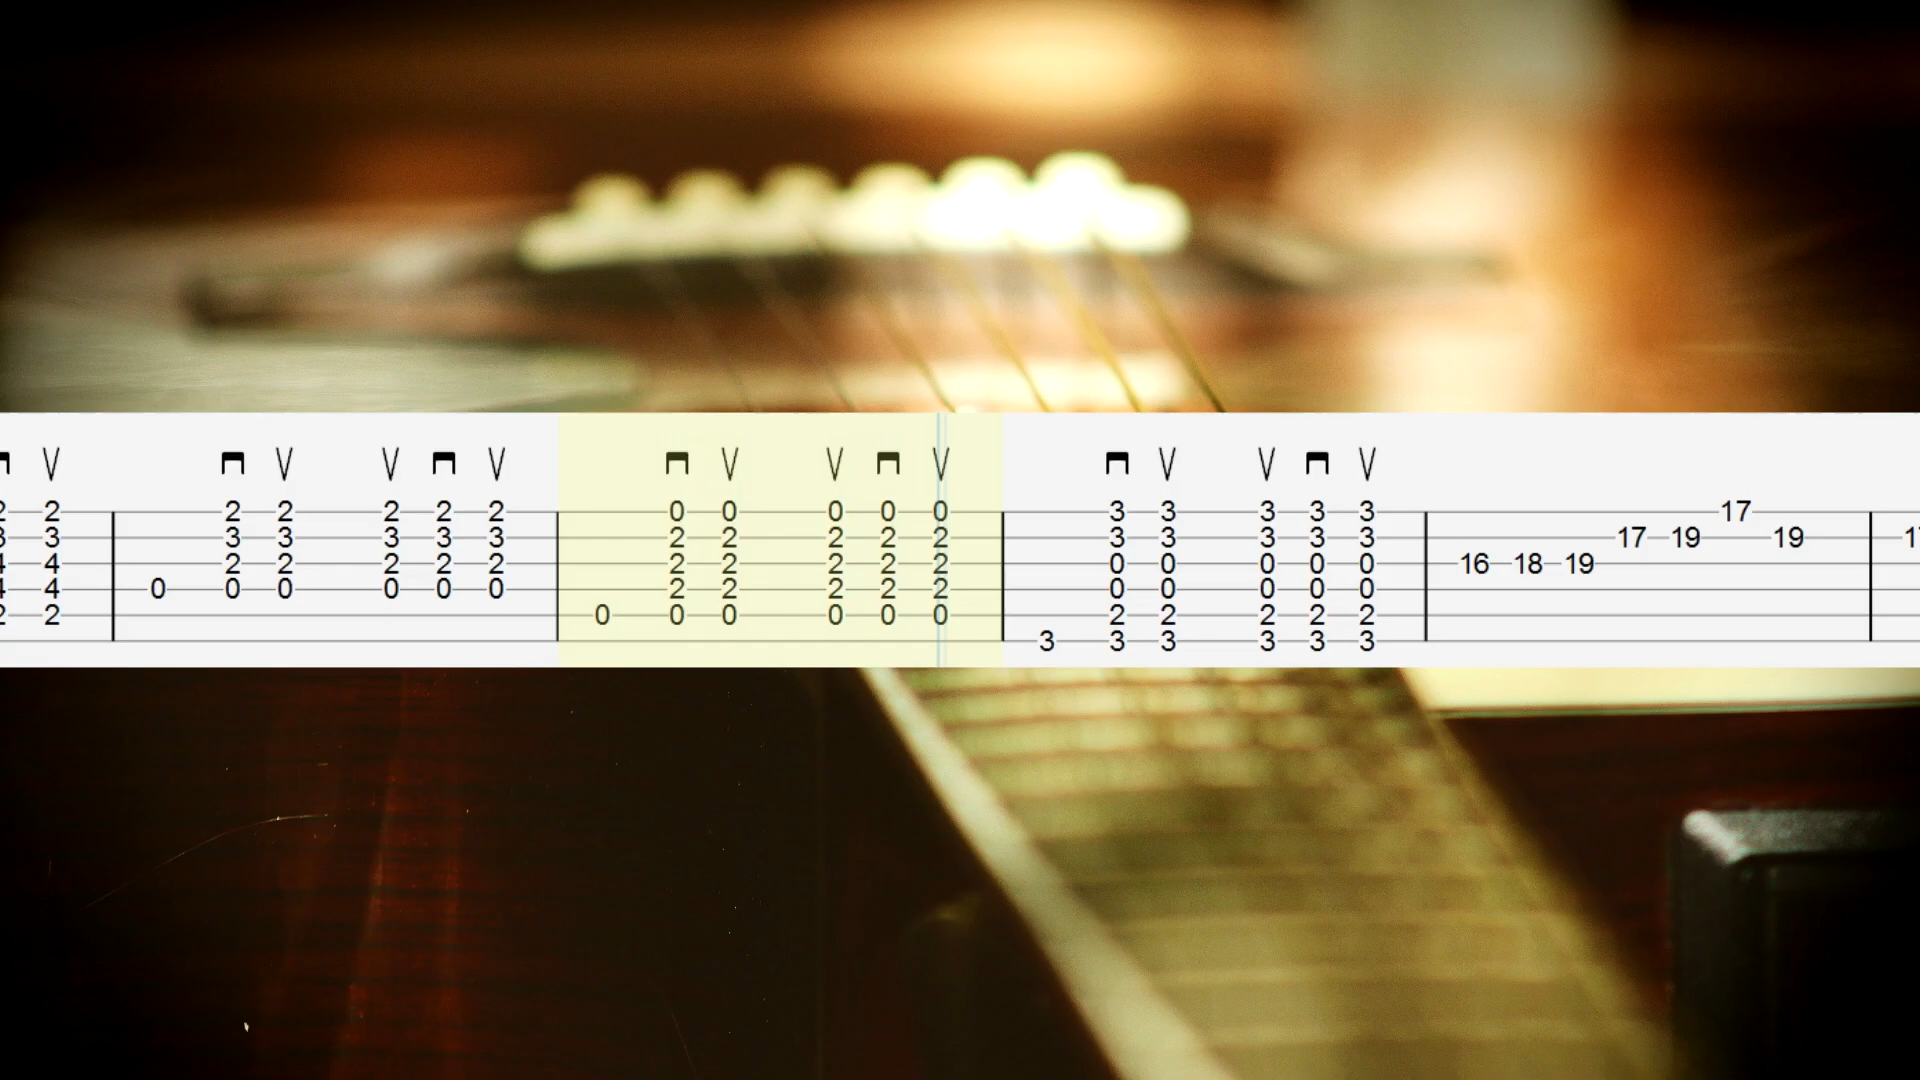 V V V V V V V V V V
2 2 2 2 2 2 0 0 0 0 0 3 3 3 3 3 17
3 3 3 3 3 3 2 2 2 2 2 3 3 3 3 3 17 19 19
4 2 2 2 2 2 2 2 2 2 2 0 0 0 0 0 16 18 19
4 0 0 0 0 0 0 2 2 2 2 2 0 0 0 0 0
2 0 0 0 0 0 0 2 2 2 2 2
3 3 3 3 3 3